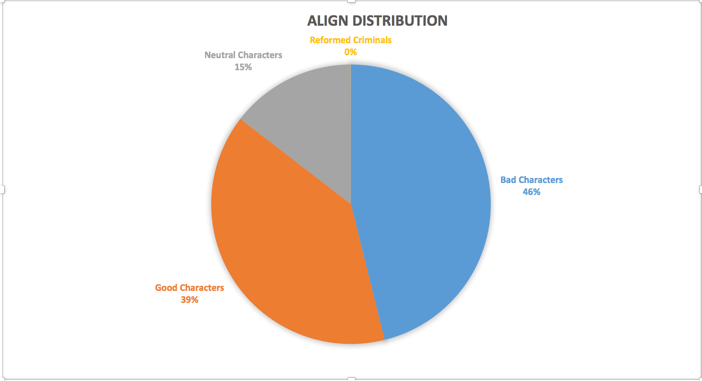 ALIGN DISTRIBUTION
Reformed Criminals
0%
Neutral Characters
15%
Bad Characters
46%
Good Characters
39%